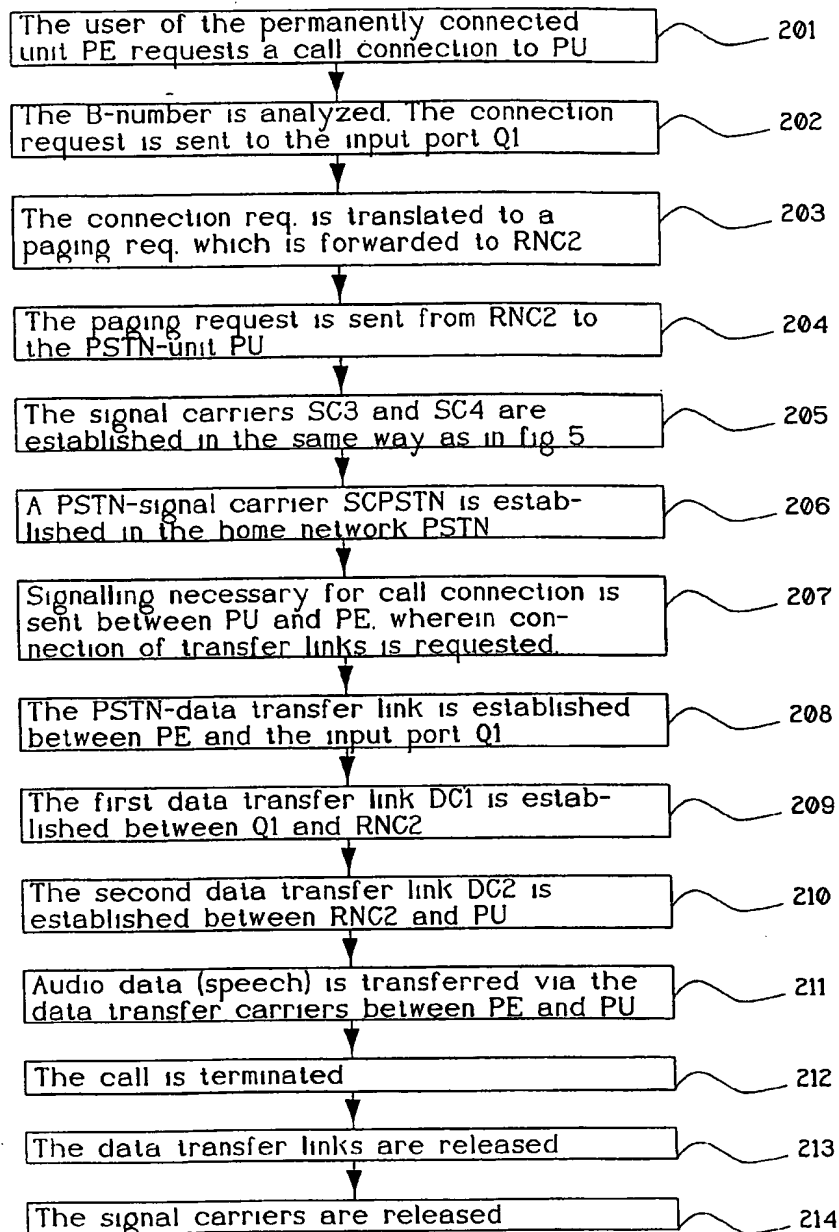 The user of the permanently connected
unit PE requests a call connection to PU
201
The B-number is analyzed. The connection
request is sent to the input port Q1
202
The connection req. is translated to a
paging req. which is forwarded to RNC2
203
The paging request is sent from RNC2 to
the PSTN-unit PU
204
The signal carriers SC3 and SC4 are
established in the same way as in fig 5
205
A PSTN-signal carrier SCPSTN is estab-
lished in the home network PSTN
206
Signalling necessary for call connection is
sent between PU and PE, wherein con-
nection of transfer links is requested.
207
The PSTN-data transfer link is established
between PE and the input port Q1
208
The first data transfer link DC1 is estab-
lished between Q1 and RNC2
209
The second data transfer link DC2 is
established between RNC2 and PU
210
Audio data (speech) is transferred via the
data transfer carriers between PE and PU
211
The call is terminated
212
The data transfer links are released
213
The signal carriers are released
214